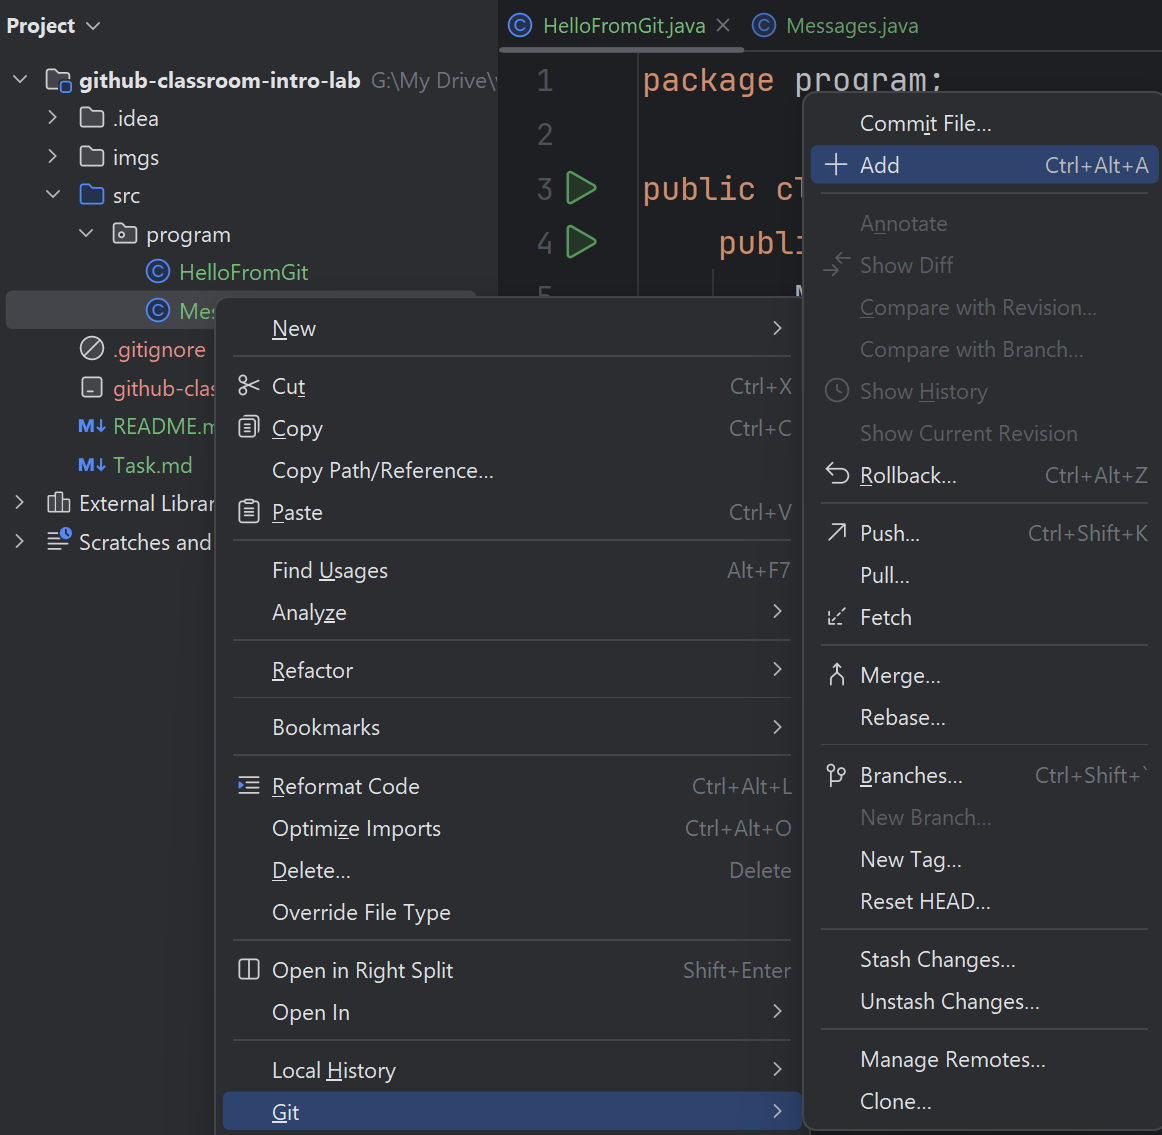 Project
github-classroom-intro-lab G:\My Drive\
.idea
imgs
src
program
HelloFromGit
.gitignore
README.m
Task.md
External Librar
Scratches and
HelloFromGit.java
Messages.java
1 package program;
2
3 public cl
4 publi
5
New
Cut Ctrl+X
Copy Ctrl+C
Copy Path/Reference...
Paste Ctrl+V
Find Usages Alt+F7
Analyze
Refactor
Bookmarks
Reformat Code Ctrl+Alt+L
Optimize Imports Ctrl+Alt+O
Delete... Delete
Override File Type
Open in Right Split Shift+Enter
Open In
Local History
Git
Commit File...
Add Ctrl+Alt+A
Annotate
Show Diff
Compare with Revision...
Compare with Branch...
Show History
Show Current Revision
Rollback... Ctrl+Alt+Z
Push... Ctrl+Shift+K
Pull...
Fetch
Merge...
Rebase...
Branches... Ctrl+Shift+`
New Branch...
New Tag...
Reset HEAD...
Stash Changes...
Unstash Changes...
Manage Remotes...
Clone...